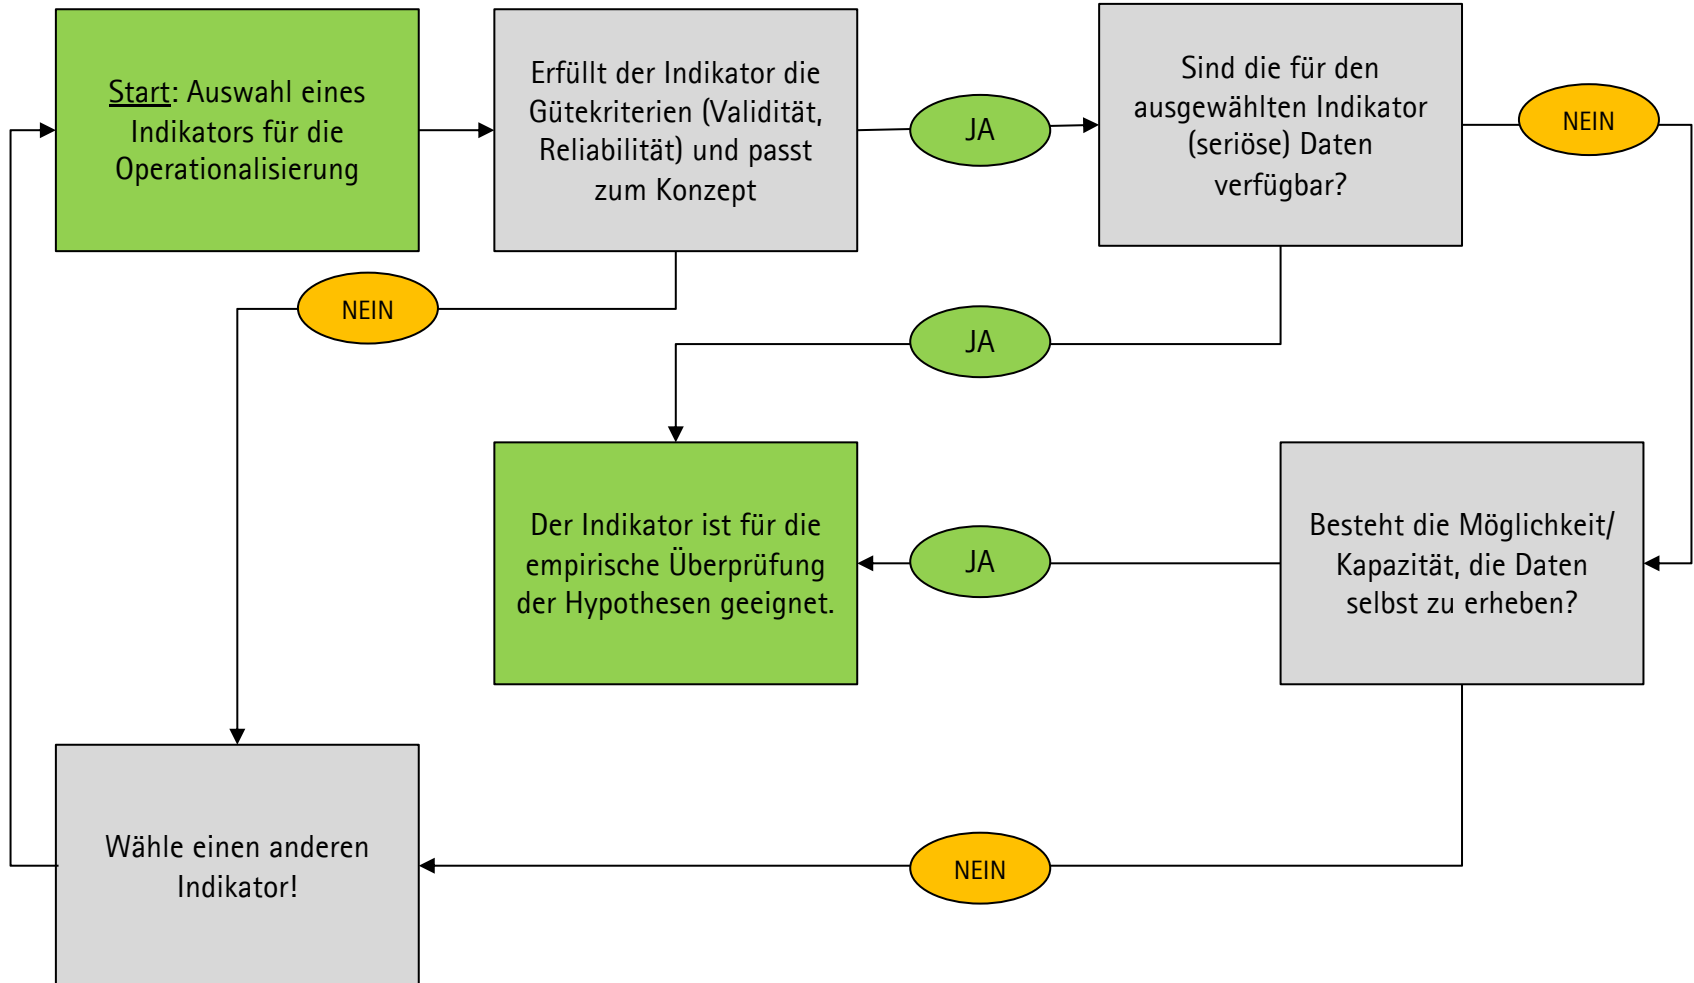 Start: Auswahl eines
Indikators für die
Operationalisierung
Erfüllt der Indikator die
Gütekriterien (Validität,
Reliabilität) und passt
zum Konzept
JA
Sind die für den
ausgewählten Indikator
(seriöse) Daten
verfügbar?
NEIN
NEIN
JA
Der Indikator ist für die
empirische Überprüfung
der Hypothesen geeignet.
JA
Besteht die Möglichkeit/
Kapazität, die Daten
selbst zu erheben?
Wähle einen anderen
Indikator!
NEIN